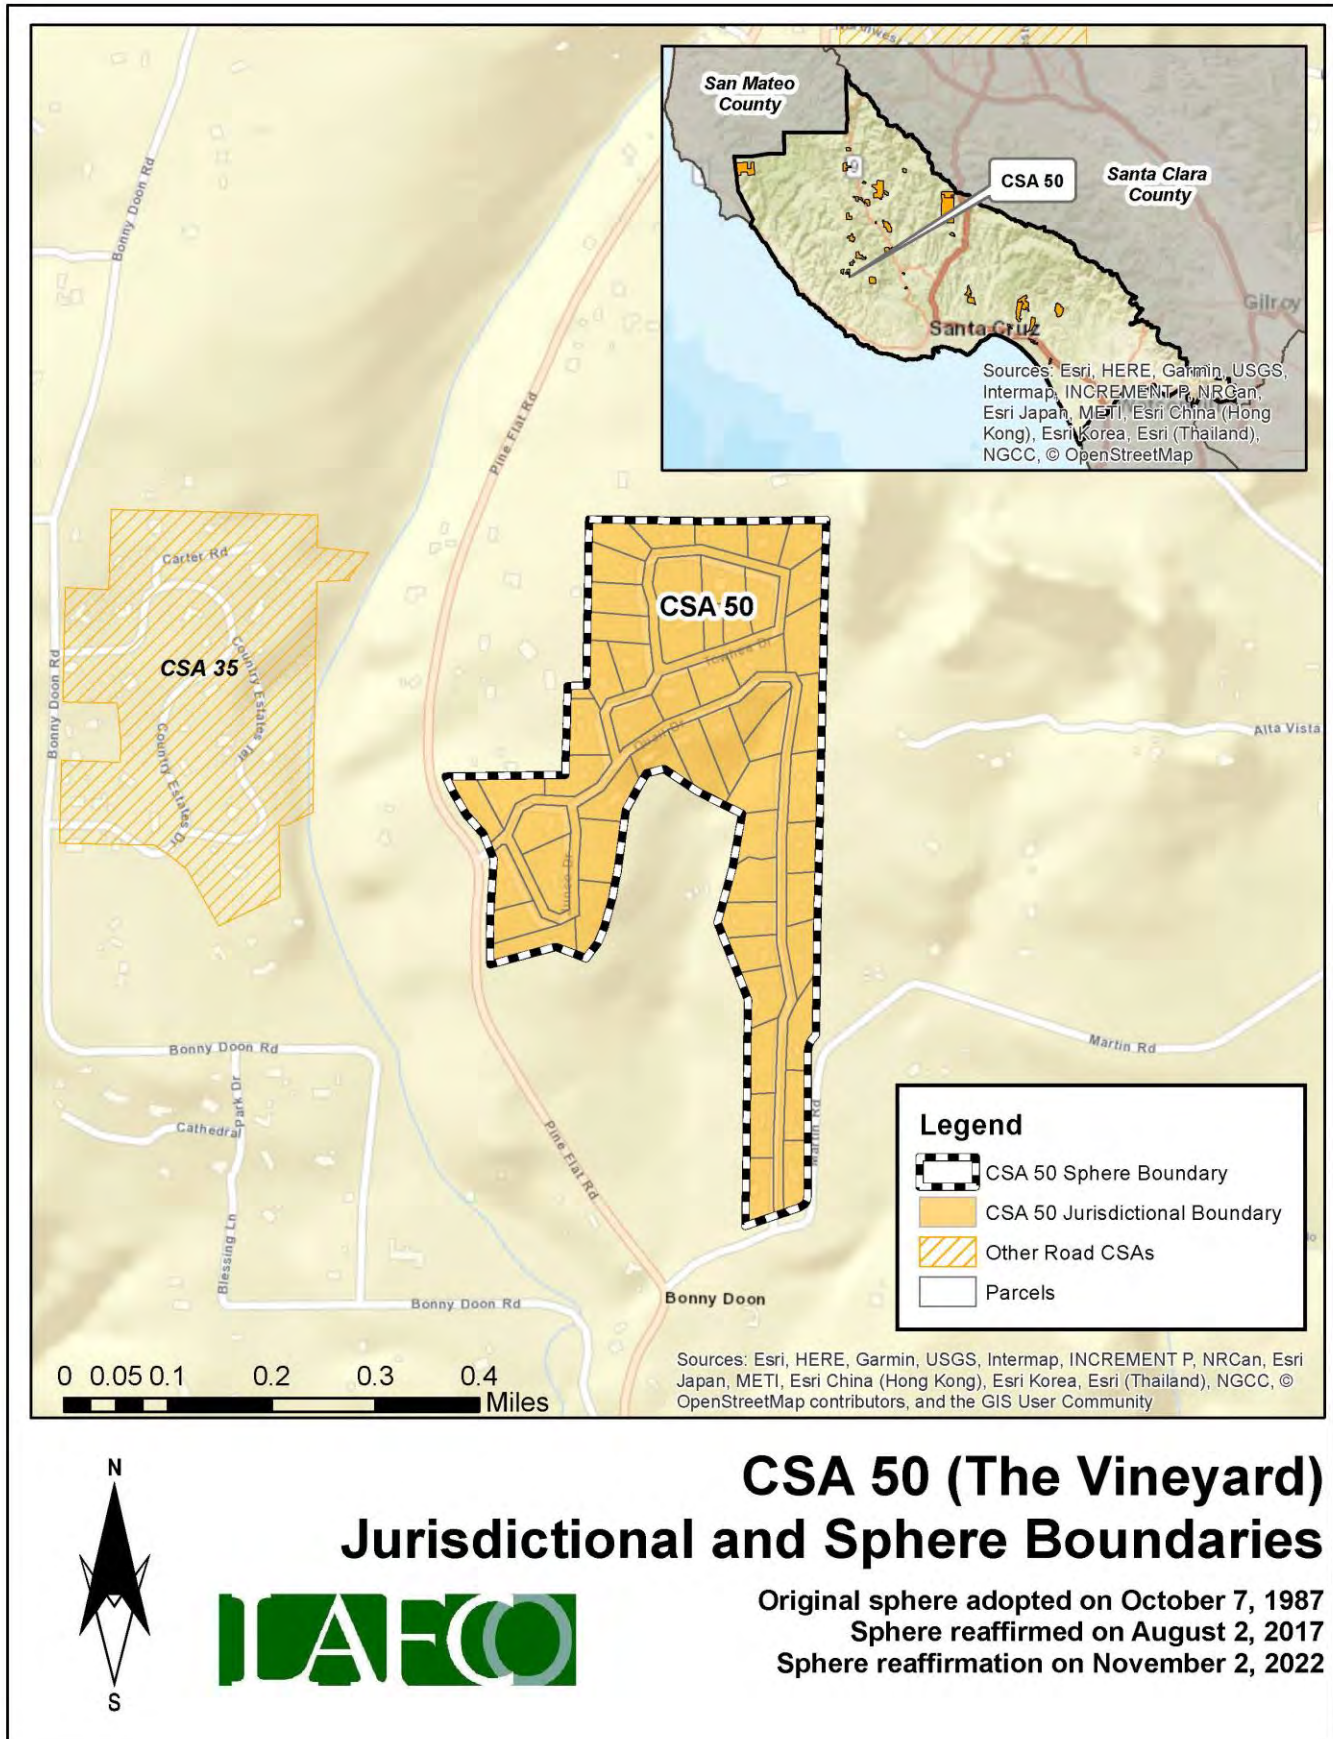 Northwest
San Mateo
County
9
CSA 50
Santa Clara
County
Gilroy
Santa Cruz
Sources: Esri, HERE, Garmin, USGS,
Intermap, INCREMENT P, NRCan,
Esri Japan, METI, Esri China (Hong
Kong), Esri Korea, Esri (Thailand),
NGCC, © OpenStreetMap
Bonny Doon Rd
Pine Flat Rd
Carter Rd
CSA 35
Country Estates Ter
Country Estates Dr
Bonny Doon Rd
CSA 50
Quail Dr
Alta Vista
Martin Rd
Martin Rd
Bonny Doon Rd
Cathedral
Park Dr
Blessing Ln
Bonny Doon Rd
Pine Flat Rd
Bonny Doon
Legend
CSA 50 Sphere Boundary
CSA 50 Jurisdictional Boundary
Other Road CSAs
Parcels
0 0.05 0.1 0.2 0.3 0.4
Miles
Sources: Esri, HERE, Garmin, USGS, Intermap, INCREMENT P, NRCan, Esri
Japan, METI, Esri China (Hong Kong), Esri Korea, Esri (Thailand), NGCC, ©
OpenStreetMap contributors, and the GIS User Community
N
S
LAFCO
CSA 50 (The Vineyard)
Jurisdictional and Sphere Boundaries
Original sphere adopted on October 7, 1987
Sphere reaffirmed on August 2, 2017
Sphere reaffirmation on November 2, 2022